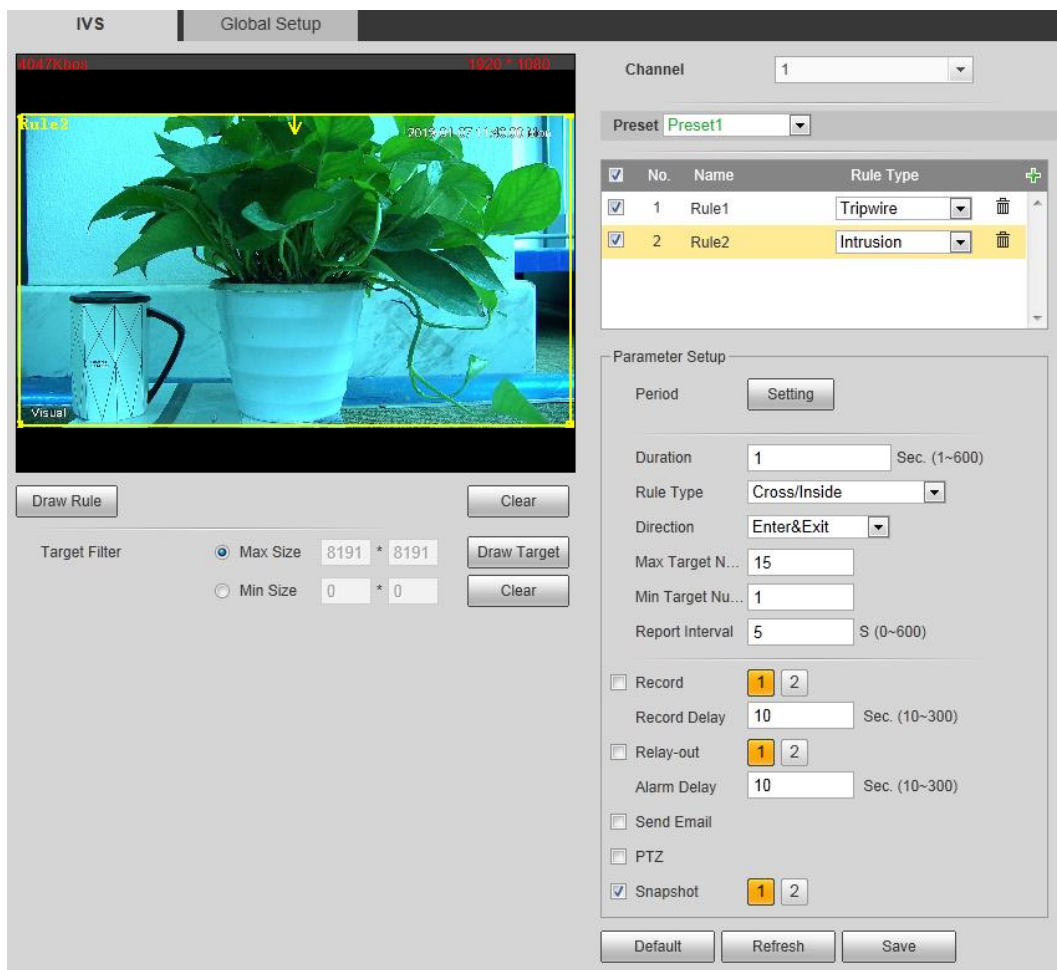 IVS
Global Setup
4047Kbps 1920 * 1080
Rule2
Visual
Draw Rule
Clear
Target Filter
Max Size 8191 * 8191
Draw Target
Min Size 0 * 0
Clear
Channel 1
Preset Preset1
No. Name Rule Type
1 Rule1 Tripwire
2 Rule2 Intrusion
Parameter Setup
Period Setting
Duration 1 Sec. (1~600)
Rule Type Cross/Inside
Direction Enter&Exit
Max Target N... 15
Min Target Nu... 1
Report Interval 5 S (0~600)
Record 1 2
Record Delay 10 Sec. (10~300)
Relay-out 1 2
Alarm Delay 10 Sec. (10~300)
Send Email
PTZ
Snapshot 1 2
Default Refresh Save